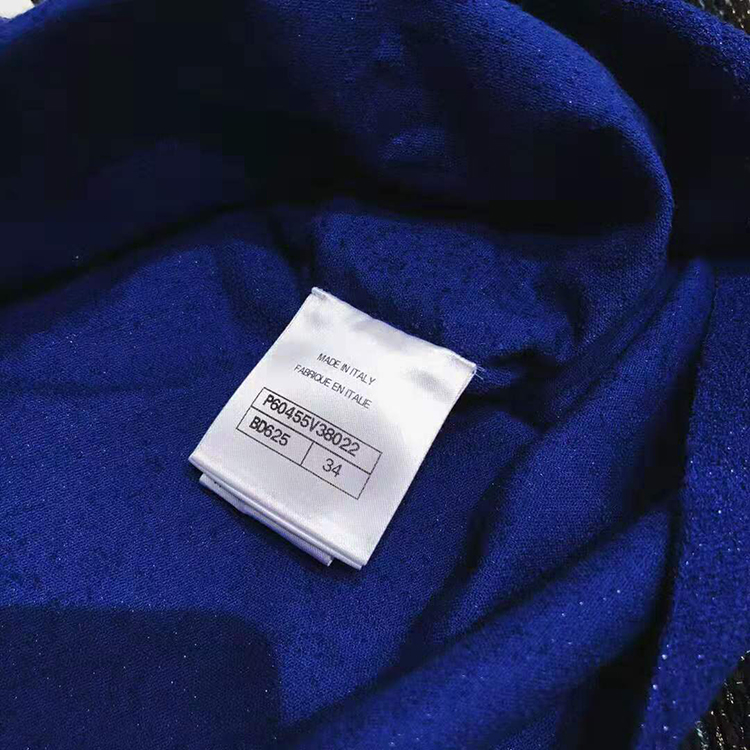 MADE IN ITALY
FABRIQUE EN ITALIE
P60455V38022
BD625 34